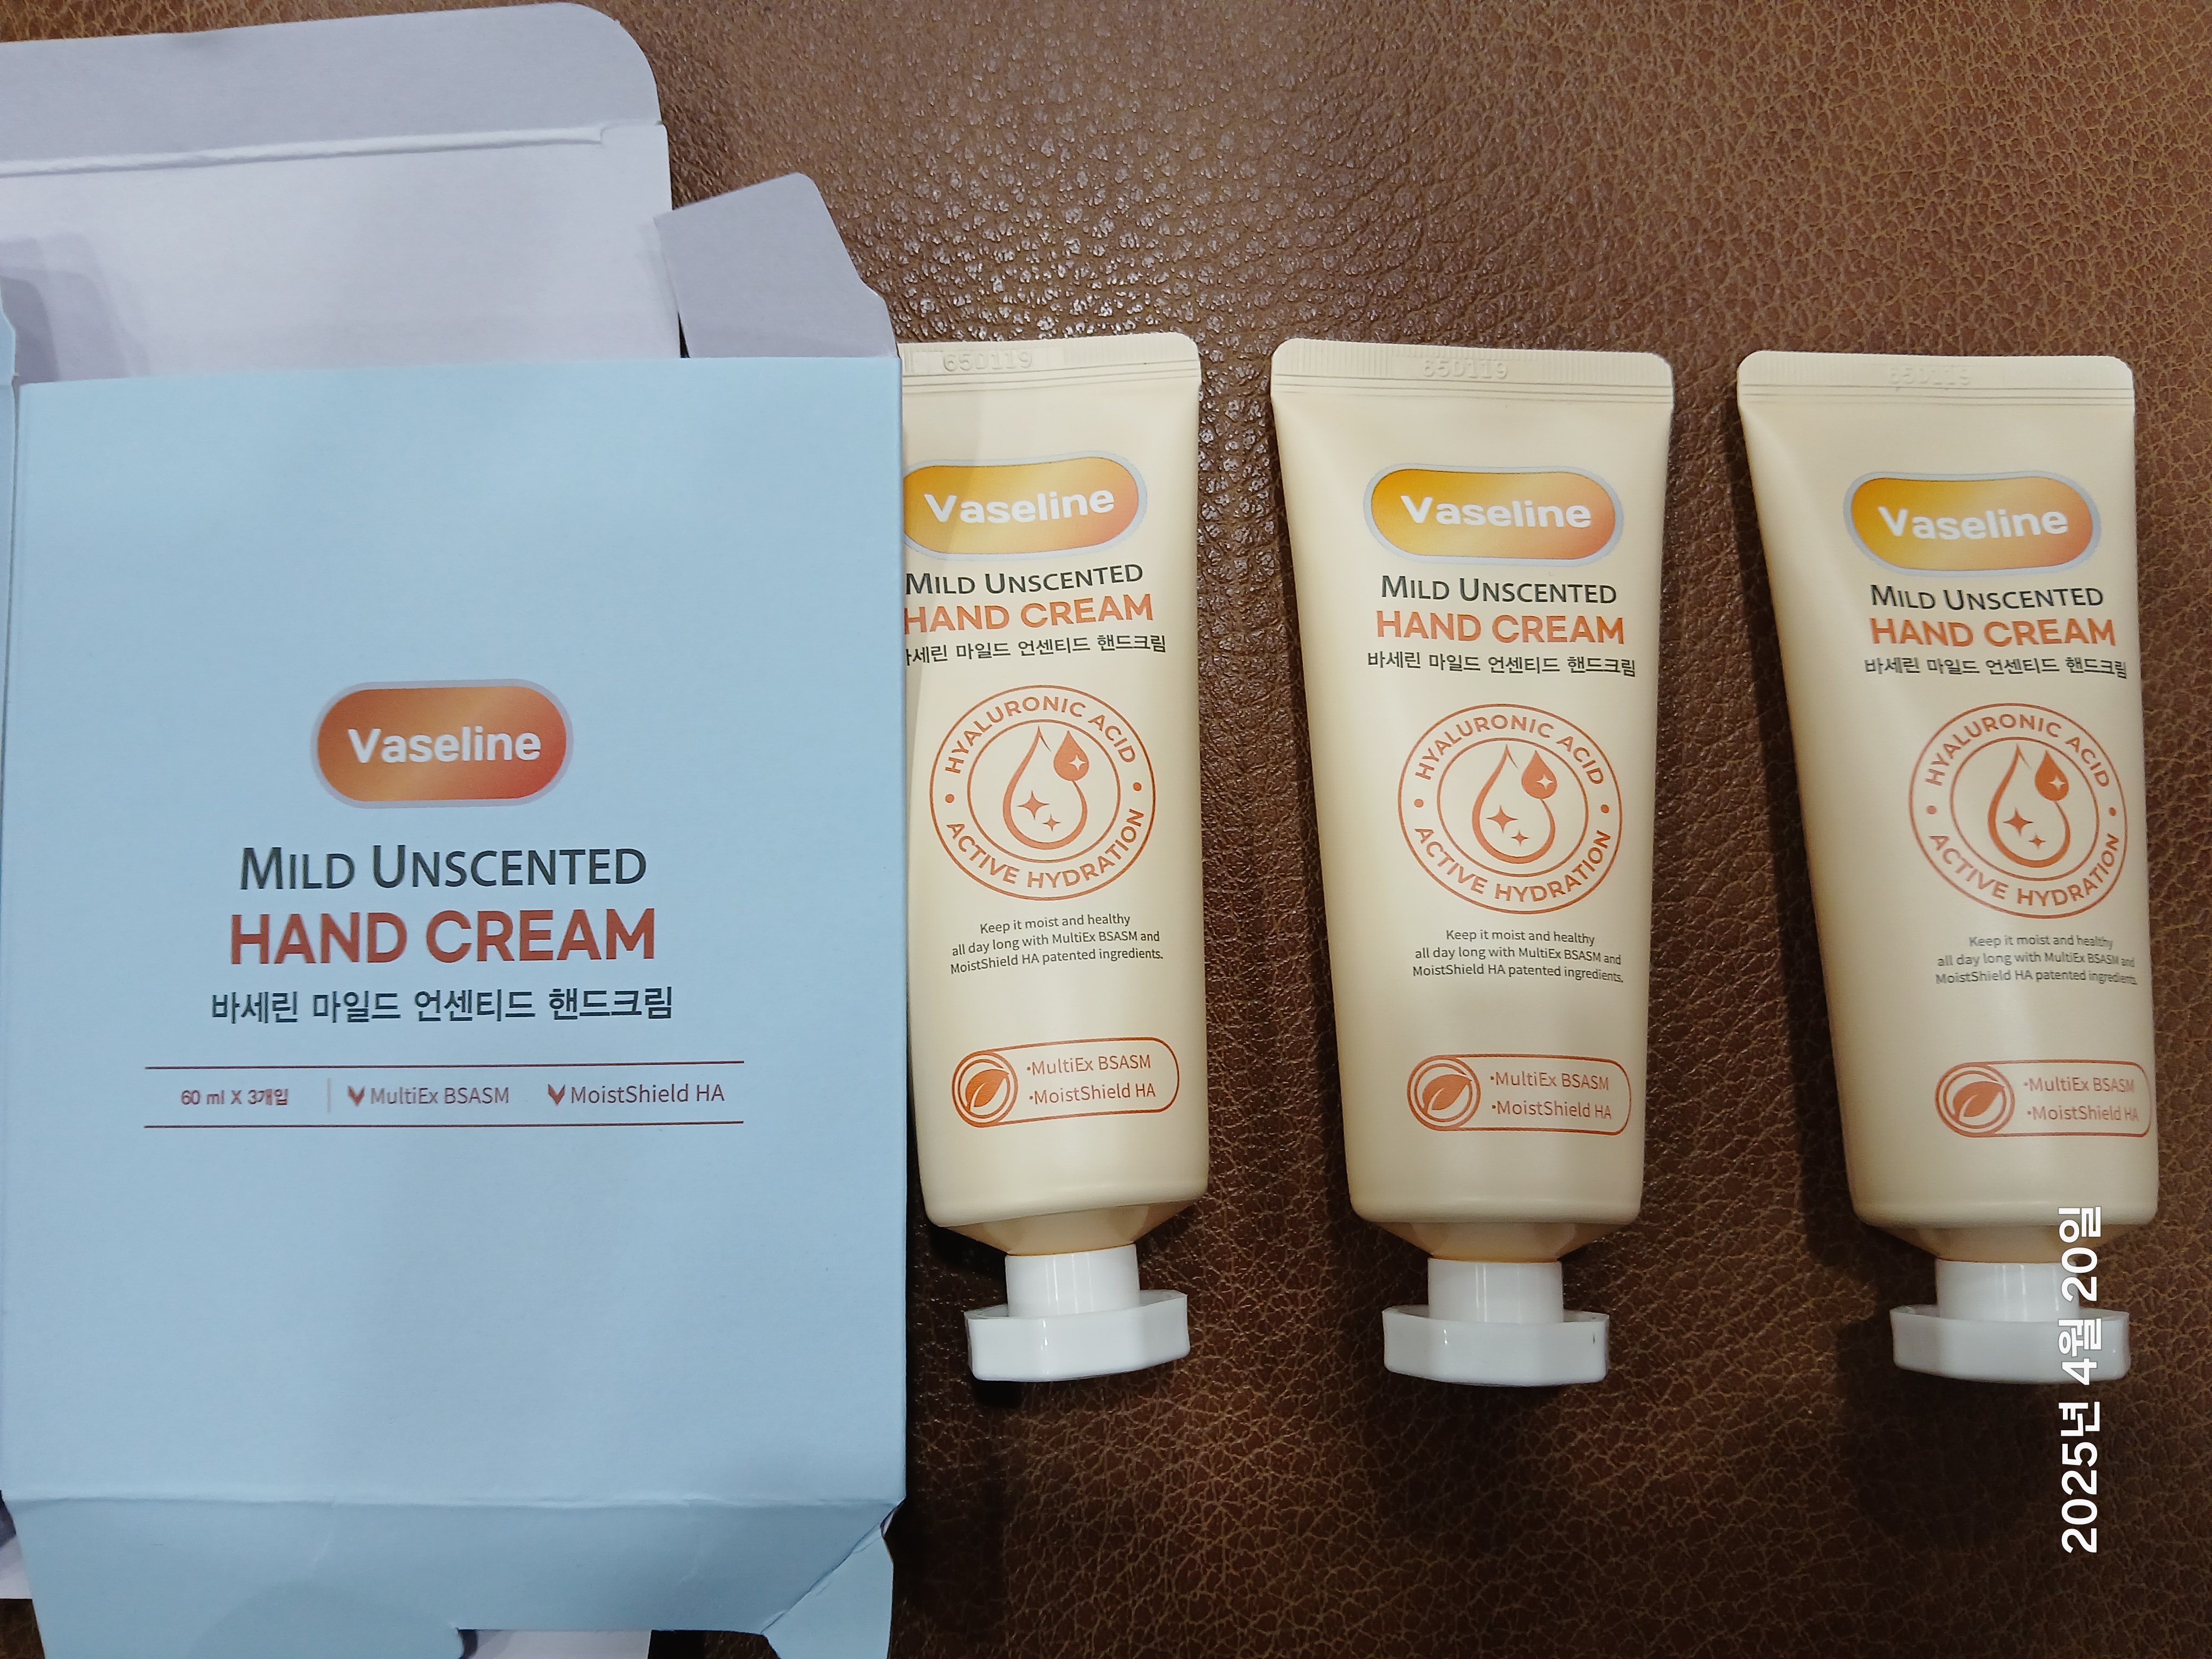 Vaseline
MILD UNSCENTED
HAND CREAM
바세린 마일드 언센티드 핸드크림
60 ml X 3개입
MultiEx BSASM
MoistShield HA
65D119
Vaseline
MILD UNSCENTED
HAND CREAM
바세린 마일드 언센티드 핸드크림
HYALURONIC ACID
ACTIVE HYDRATION
Keep it moist and healthy
all day long with MultiEx BSASM and
MoistShield HA patented ingredients.
•MultiEx BSASM
•MoistShield HA
65D119
Vaseline
MILD UNSCENTED
HAND CREAM
바세린 마일드 언센티드 핸드크림
HYALURONIC ACID
ACTIVE HYDRATION
Keep it moist and healthy
all day long with MultiEx BSASM and
MoistShield HA patented ingredients.
•MultiEx BSASM
•MoistShield HA
65D119
Vaseline
MILD UNSCENTED
HAND CREAM
바세린 마일드 언센티드 핸드크림
HYALURONIC ACID
ACTIVE HYDRATION
Keep it moist and healthy
all day long with MultiEx BSASM and
MoistShield HA patented ingredients.
•MultiEx BSASM
•MoistShield HA
2025년 4월 20일